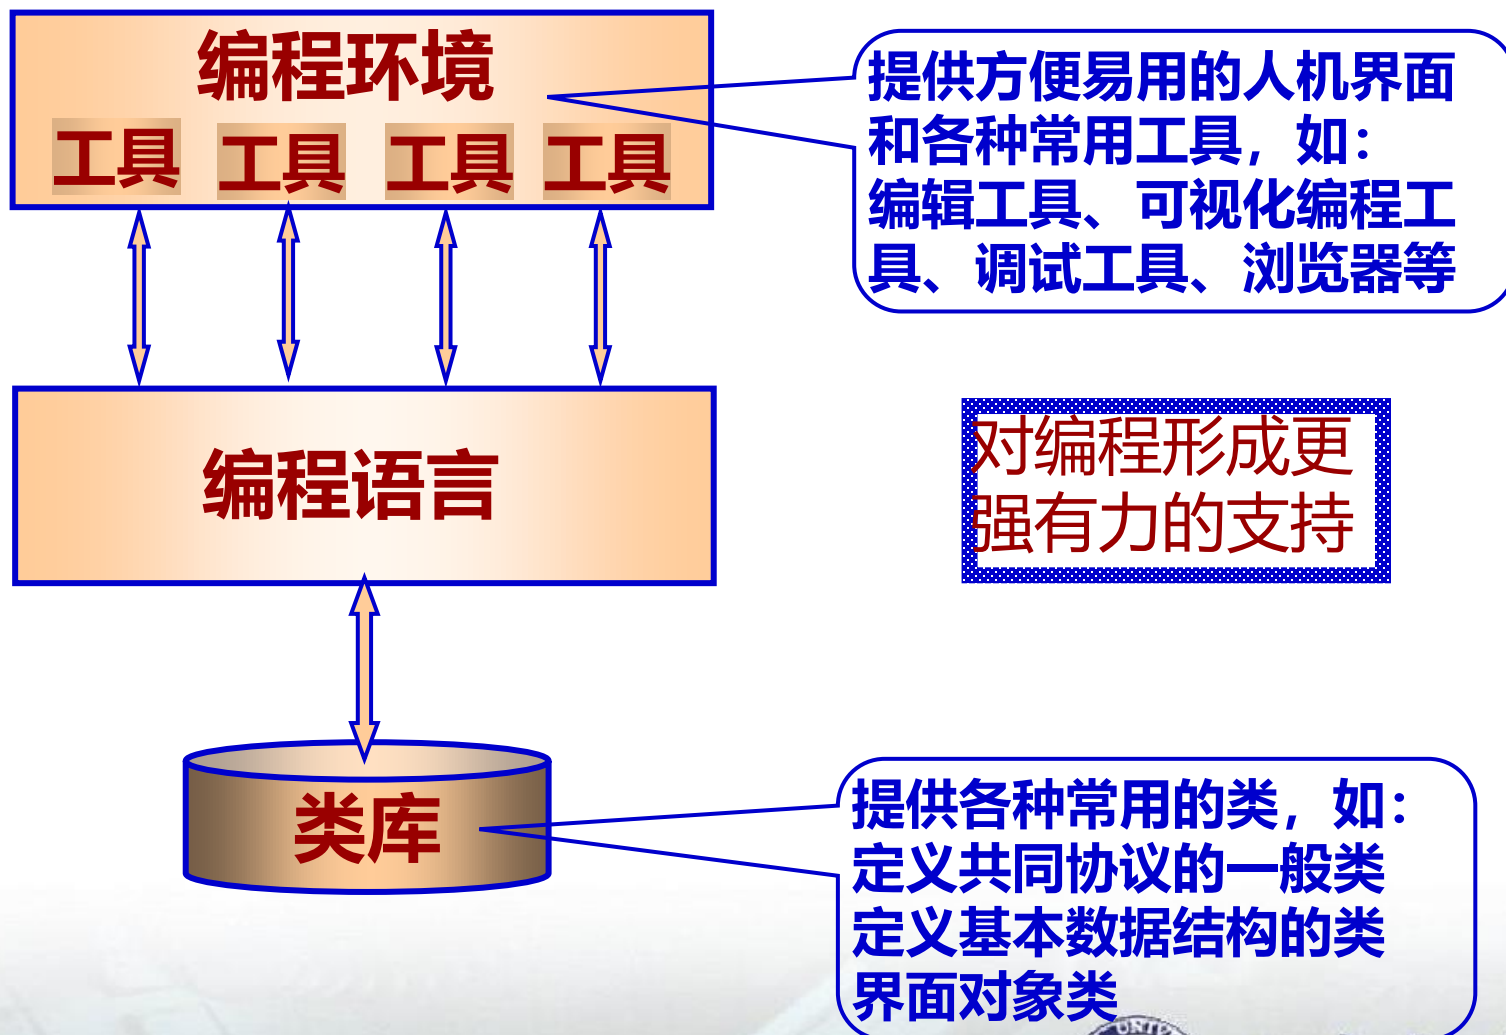 编程环境
工具 工具 工具 工具
提供方便易用的人机界面
和各种常用工具，如：
编辑工具、可视化编程工
具、调试工具、浏览器等
编程语言
对编程形成更
强有力的支持
类库
提供各种常用的类，如：
定义共同协议的一般类
定义基本数据结构的类
界面对象类